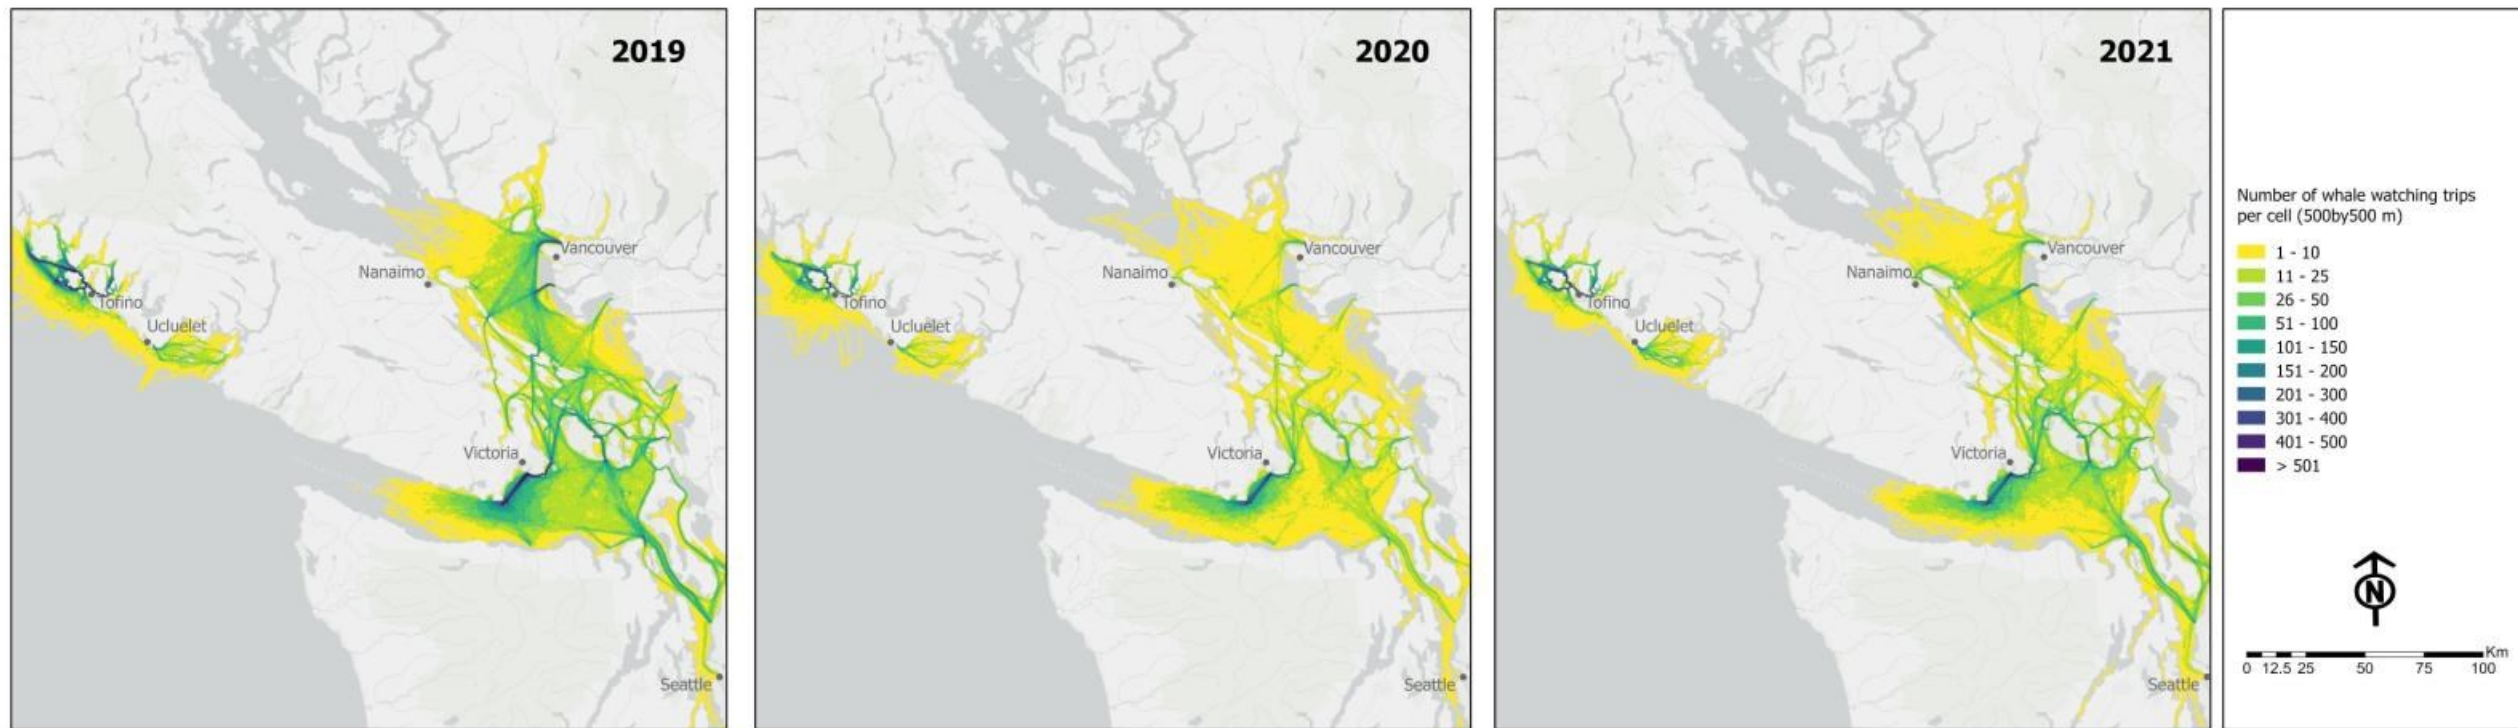 2019
Vancouver
Nanaimo
Tofino
Ucluelet
Victoria
Seattle
2020
Vancouver
Nanaimo
Tofino
Ucluelet
Victoria
Seattle
2021
Vancouver
Nanaimo
Tofino
Ucluelet
Victoria
Seattle
Number of whale watching trips
per cell (500by500 m)
1 - 10
11 - 25
26 - 50
51 - 100
101 - 150
151 - 200
201 - 300
301 - 400
401 - 500
> 501
N
Km
0 12.5 25 50 75 100